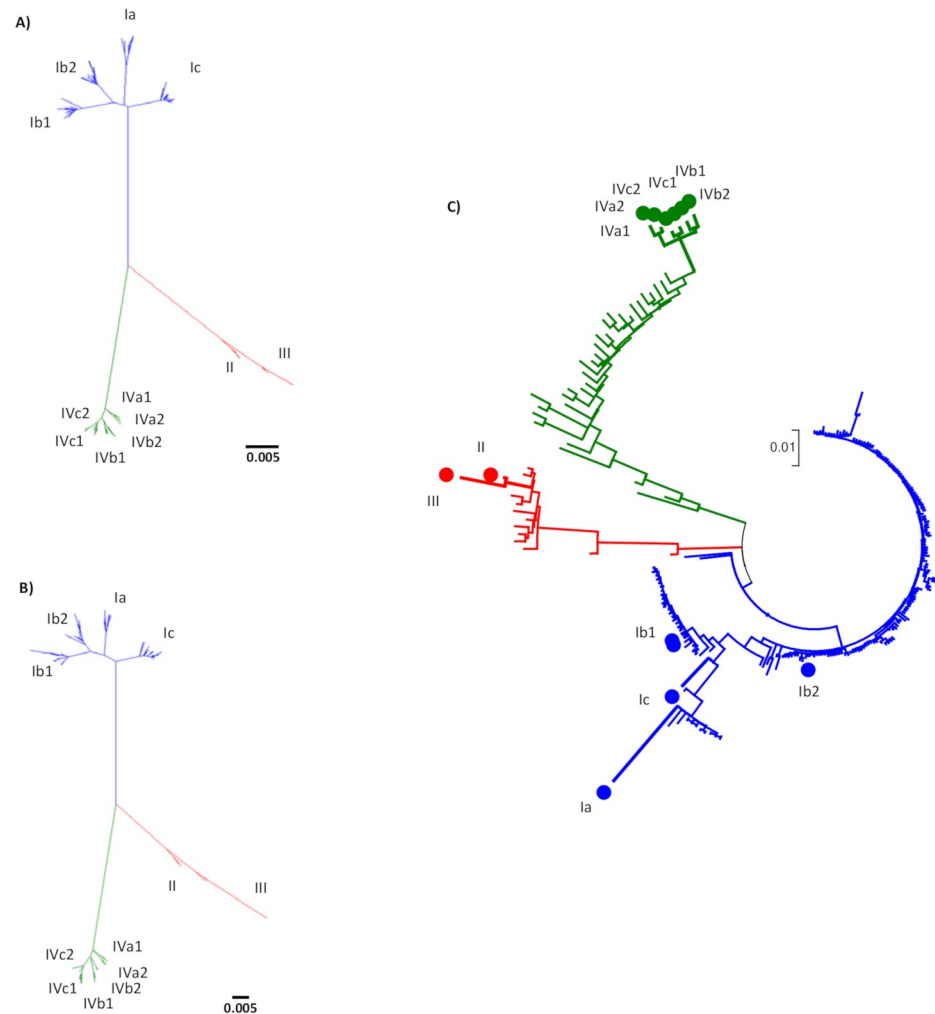 A)
Ia
Ib2
Ic
Ib1
II
III
IVa1
IVc2
IVa2
IVc1
IVb2
IVb1
0.005
B)
Ia
Ib2
Ic
Ib1
II
III
IVa1
IVc2
IVa2
IVc1
IVb2
IVb1
0.005
C)
IVb1
IVc1
IVc2
IVb2
IVa2
IVa1
II
III
0.01
Ib1
Ib2
Ic
Ia